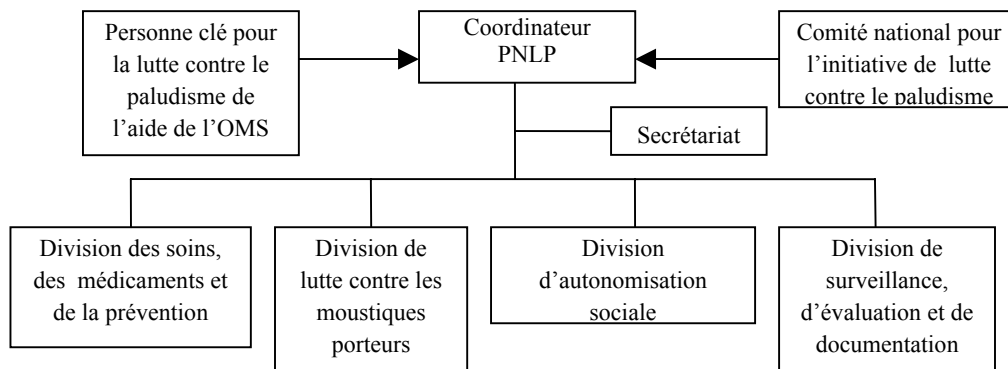 Personne clé pour
la lutte contre le
paludisme de
l’aide de l’OMS
Coordinateur
PNLP
Comité national pour
l’initiative de lutte
contre le paludisme
Secrétariat
Division des soins,
des médicaments et
de la prévention
Division de
lutte contre les
moustiques
porteurs
Division
d’autonomisation
sociale
Division de
surveillance,
d’évaluation et de
documentation